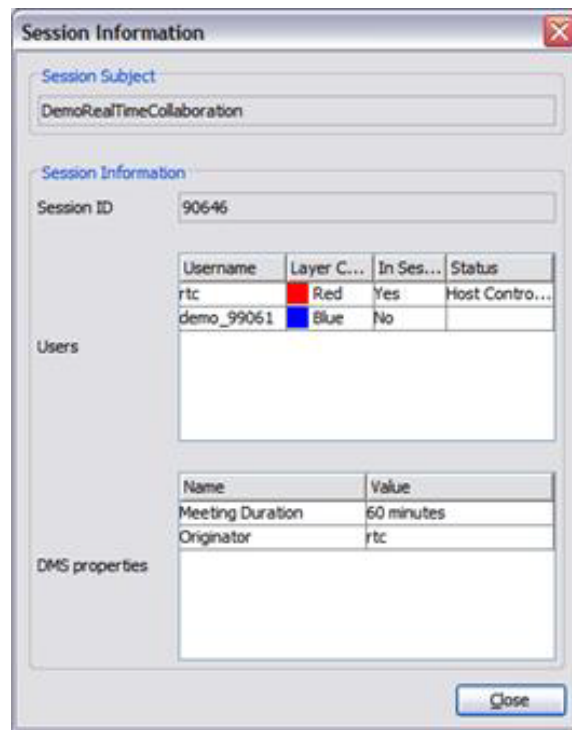 Session Information
Session Subject
DemoRealTimeCollaboration
Session Information
Session ID 90646
Username Layer C... In Ses... Status
rtc Red Yes Host Contro...
demo_99061 Blue No
Users
Name Value
Meeting Duration 60 minutes
Originator rtc
DMS properties
Close